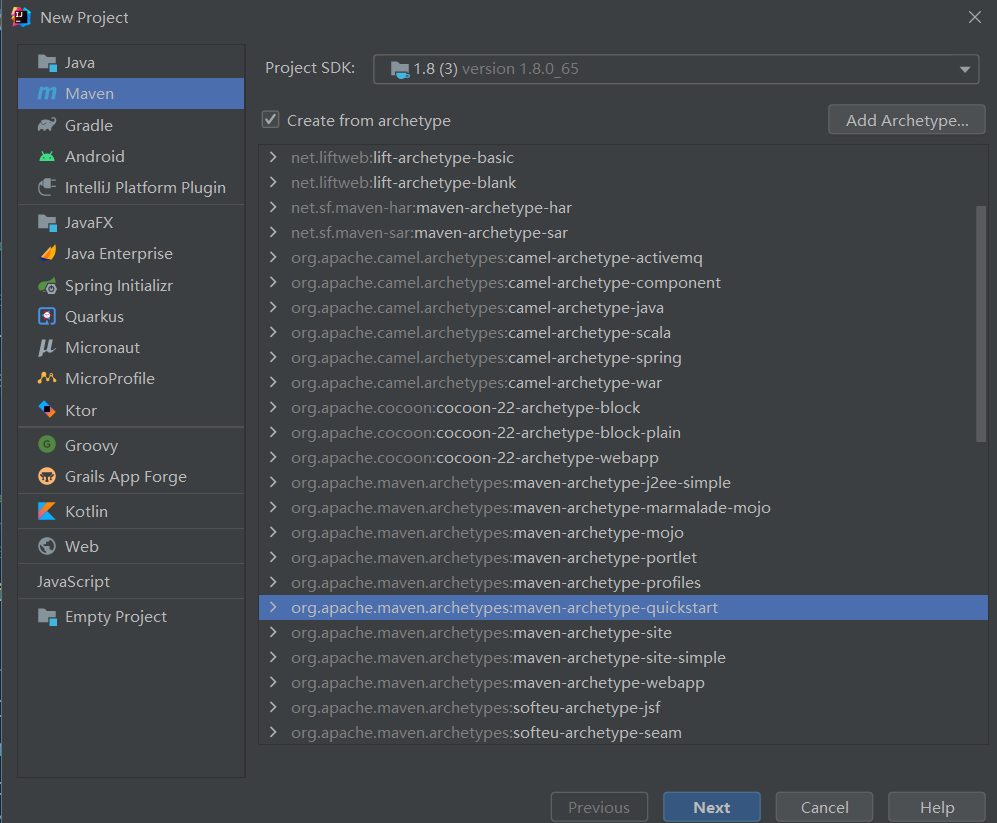 New Project
Java
Maven
Gradle
Android
IntelliJ Platform Plugin
JavaFX
Java Enterprise
Spring Initializr
Quarkus
Micronaut
MicroProfile
Ktor
Groovy
Grails App Forge
Kotlin
Web
JavaScript
Empty Project
Project SDK: 1.8 (3) version 1.8.0_65
Create from archetype
Add Archetype...
net.liftweb:lift-archetype-basic
net.liftweb:lift-archetype-blank
net.sf.maven-har:maven-archetype-har
net.sf.maven-sar:maven-archetype-sar
org.apache.camel.archetypes:camel-archetype-activemq
org.apache.camel.archetypes:camel-archetype-component
org.apache.camel.archetypes:camel-archetype-java
org.apache.camel.archetypes:camel-archetype-scala
org.apache.camel.archetypes:camel-archetype-spring
org.apache.camel.archetypes:camel-archetype-war
org.apache.cocoon:cocoon-22-archetype-block
org.apache.cocoon:cocoon-22-archetype-block-plain
org.apache.cocoon:cocoon-22-archetype-webapp
org.apache.maven.archetypes:maven-archetype-j2ee-simple
org.apache.maven.archetypes:maven-archetype-marmalade-mojo
org.apache.maven.archetypes:maven-archetype-mojo
org.apache.maven.archetypes:maven-archetype-portlet
org.apache.maven.archetypes:maven-archetype-profiles
org.apache.maven.archetypes:maven-archetype-quickstart
org.apache.maven.archetypes:maven-archetype-site
org.apache.maven.archetypes:maven-archetype-site-simple
org.apache.maven.archetypes:maven-archetype-webapp
org.apache.maven.archetypes:softeu-archetype-jsf
org.apache.maven.archetypes:softeu-archetype-seam
Previous
Next
Cancel
Help